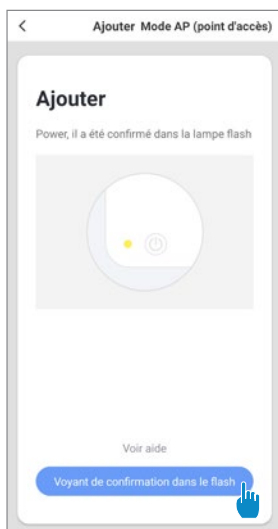 Ajouter Mode AP (point d'accès)
Ajouter
Power, il a été confirmé dans la lampe flash
Voir aide
Voyant de confirmation dans le flash